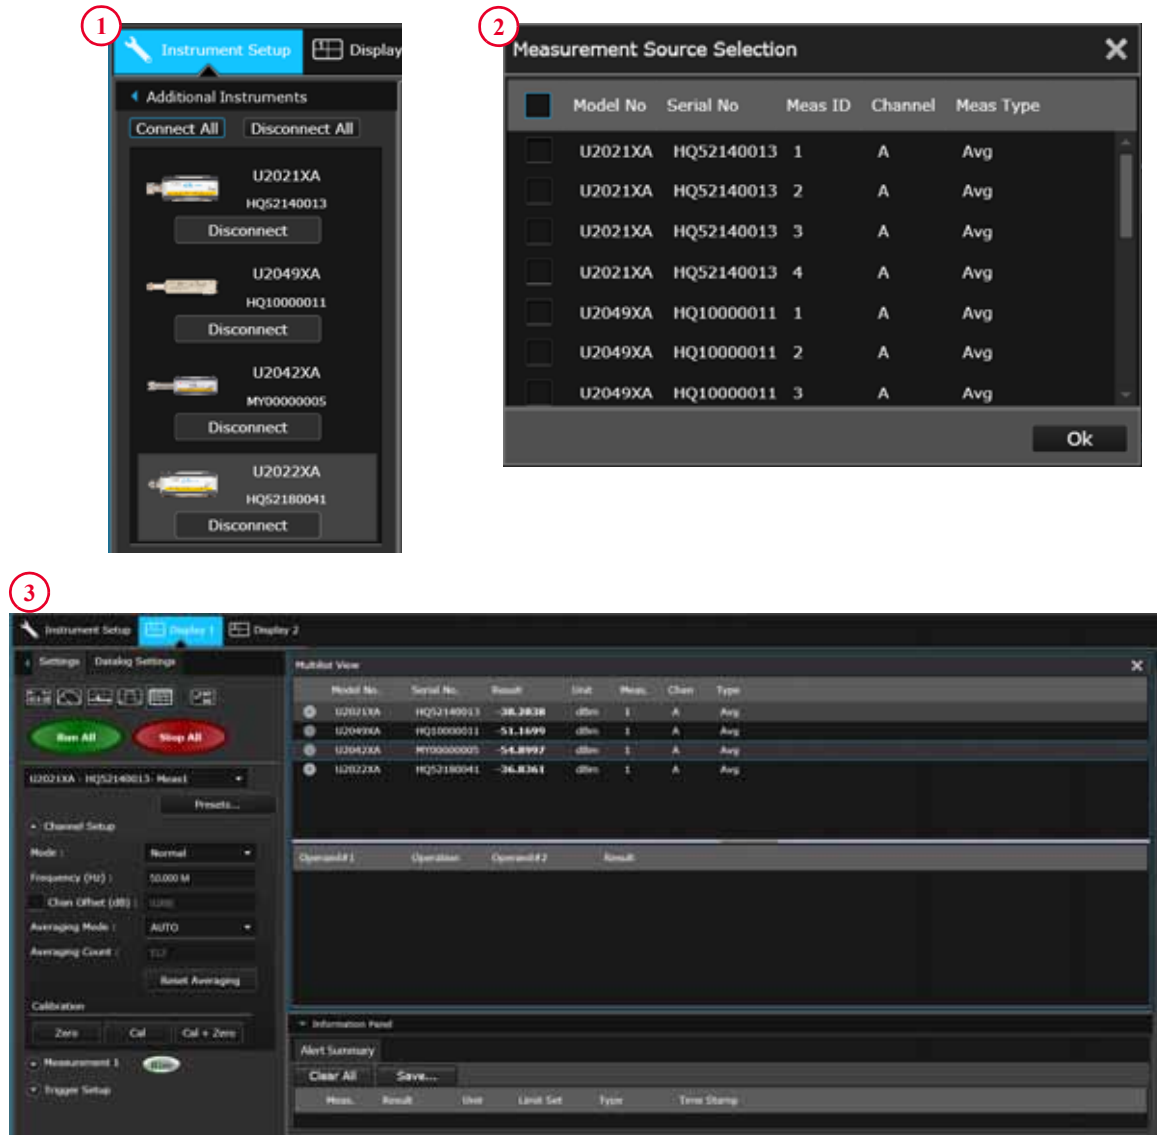 1
Instrument Setup Display
Additional Instruments
Connect All Disconnect All
U2021XA
HQ52140013
Disconnect
U2049XA
HQ10000011
Disconnect
U2042XA
MY00000005
Disconnect
U2022XA
HQ52180041
Disconnect
2
Measurement Source Selection
Model No Serial No Meas ID Channel Meas Type
U2021XA HQ52140013 1 A Avg
U2021XA HQ52140013 2 A Avg
U2021XA HQ52140013 3 A Avg
U2021XA HQ52140013 4 A Avg
U2049XA HQ10000011 1 A Avg
U2049XA HQ10000011 2 A Avg
U2049XA HQ10000011 3 A Avg
Ok
3
Instrument Setup Display 1 Display 2
Settings Datalog Settings
Run All Stop All
U2021XA - HQ52140013- Meas1
Presets...
Channel Setup
Mode : Normal
Frequency (Hz) : 50.000 M
Chan Offset (dB) :
Averaging Mode : AUTO
Averaging Count :
Reset Averaging
Calibration
Zero Cal Cal + Zero
Measurement 1
Trigger Setup
Multilist View
Model No. Serial No. Result Unit Meas. Chan Type
U2021XA HQ52140013 -38.2838 dBm 1 A Avg
U2049XA HQ10000011 -51.1699 dBm 1 A Avg
U2042XA MY00000005 -54.8997 dBm 1 A Avg
U2022XA HQ52180041 -36.8361 dBm 1 A Avg
Operand#1 Operation Operand#2 Result
Information Panel
Alert Summary
Clear All Save...
Meas. Result Unit Limit Set Type Time Stamp